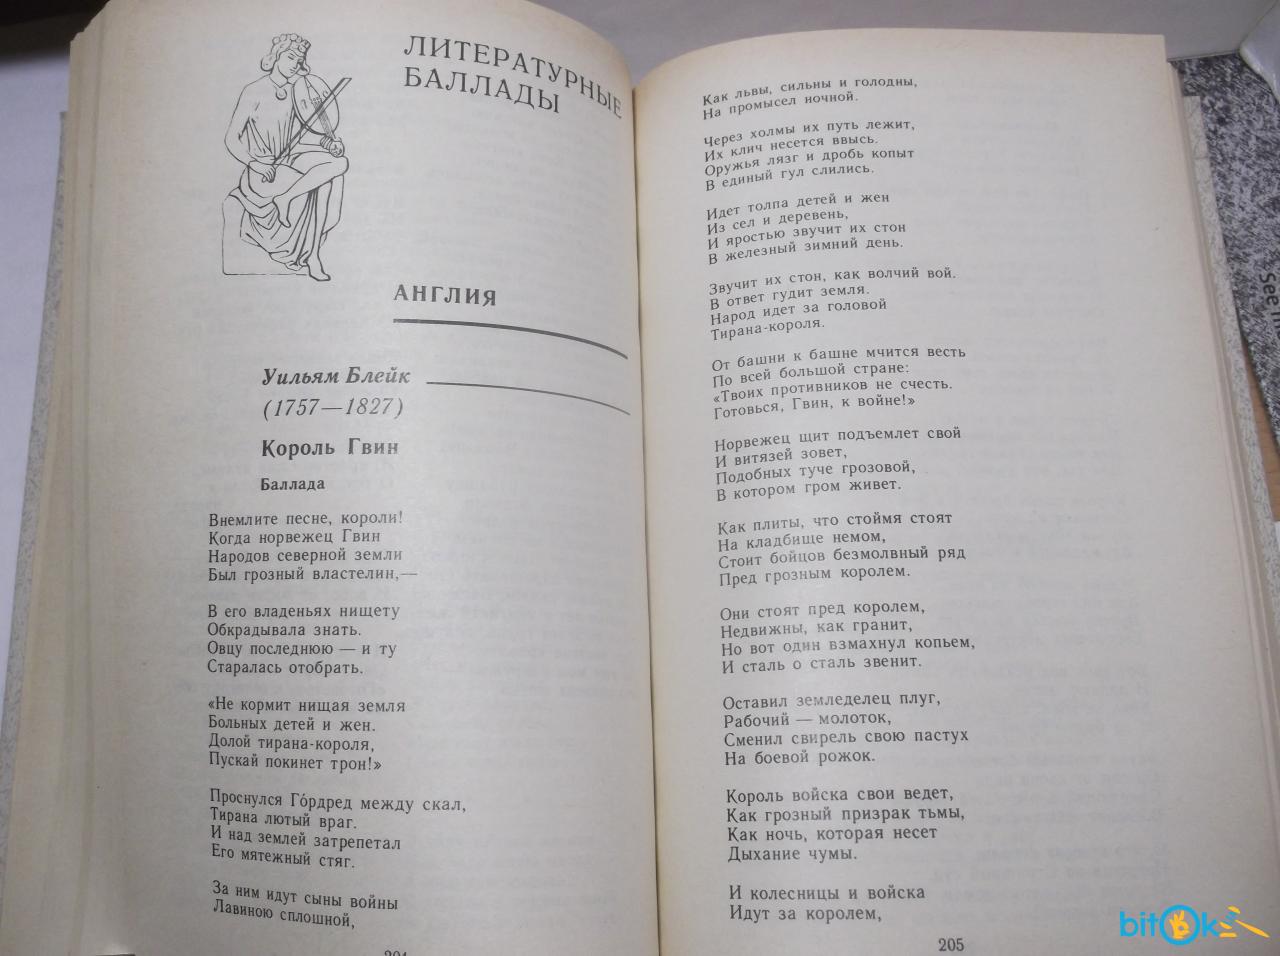 ЛИТЕРАТУРНЫЕ
БАЛЛАДЫ
АНГЛИЯ
Уильям Блейк
(1757—1827)
Король Гвин
Баллада
Внемлите песне, короли!
Когда норвежец Гвин
Народов северной земли
Был грозный властелин,—
В его владеньях нищету
Обкрадывала знать.
Овцу последнюю — и ту
Старалась отобрать.
«Не кормит нищая земля
Больных детей и жен.
Долой тирана-короля,
Пускай покинет трон!»
Проснулся Го́рдред между скал,
Тирана лютый враг.
И над землей затрепетал
Его мятежный стяг.
За ним идут сыны войны
Лавиною сплошной,
204
Как львы, сильны и голодны,
На промысел ночной.
Через холмы их путь лежит,
Их клич несется ввысь.
Оружья лязг и дробь копыт
В единый гул слились.
Идет толпа детей и жен
Из сел и деревень,
И яростью звучит их стон
В железный зимний день.
Звучит их стон, как волчий вой.
В ответ гудит земля.
Народ идет за головой
Тирана-короля.
От башни к башне мчится весть
По всей большой стране:
«Твоих противников не счесть.
Готовься, Гвин, к войне!»
Норвежец щит подъемлет свой
И витязей зовет,
Подобных туче грозовой,
В котором гром живет.
Как плиты, что стоймя стоят
На кладбище немом,
Стоит бойцов безмолвный ряд
Пред грозным королем.
Они стоят пред королем,
Недвижны, как гранит,
Но вот один взмахнул копьем,
И сталь о сталь звенит.
Оставил земледелец плуг,
Рабочий — молоток,
Сменил свирель свою пастух
На боевой рожок.
Король войска свои ведет,
Как грозный призрак тьмы,
Как ночь, которая несет
Дыхание чумы.
И колесницы и войска
Идут за королем,
205
See in
bitOk